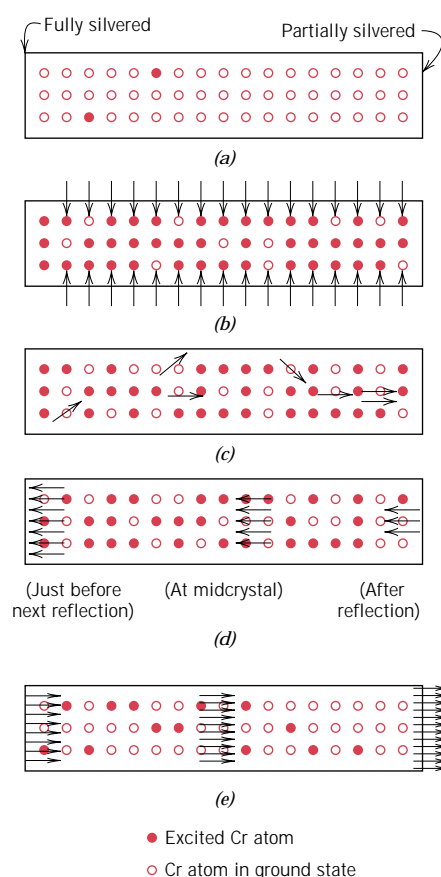 Fully silvered
Partially silvered
(a)
(b)
(c)
(Just before
next reflection)
(At midcrystal)
(After
reflection)
(d)
(e)
Excited Cr atom
Cr atom in ground state